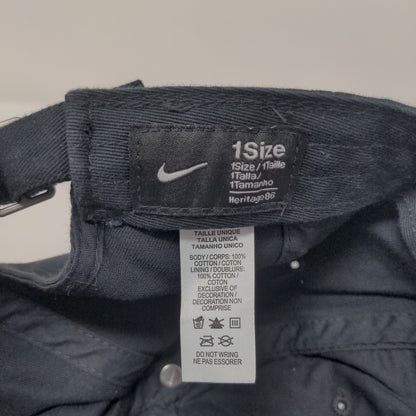 1Size
1Size / 1Taille
1Talla /
1Tamanho
Heritage86
TAILLE UNIQUE
TALLA UNICA
TAMANHO UNICO
BODY / CORPS: 100%
COTTON / COTON
LINING / DOUBLURE:
100% COTTON / COTON
EXCLUSIVE OF
DECORATION /
DECORATION NON
COMPRISE
DO NOT WRING
NE PAS ESSORER